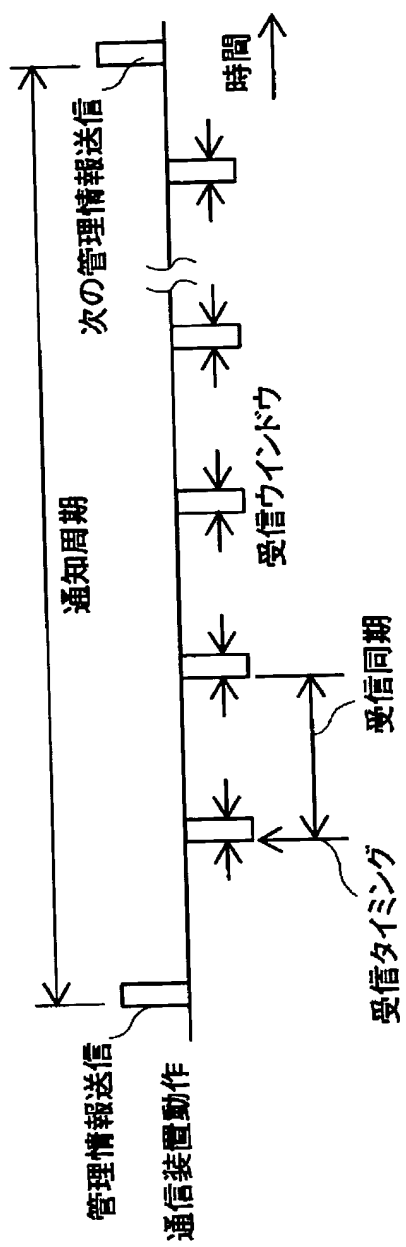 通知周期
次の管理情報送信
時間
管理情報送信
通信装置動作
受信ウインドウ
受信同期
受信タイミング